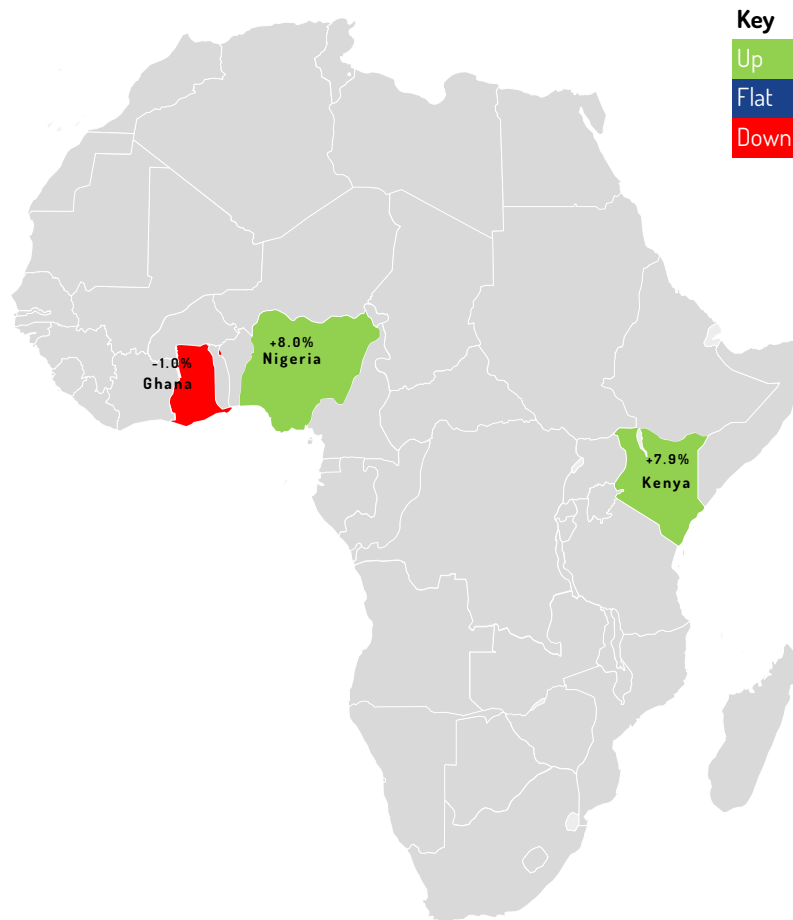 Key
Up
Flat
Down
+8.0%
Nigeria
-1.0%
Ghana
+7.9%
Kenya